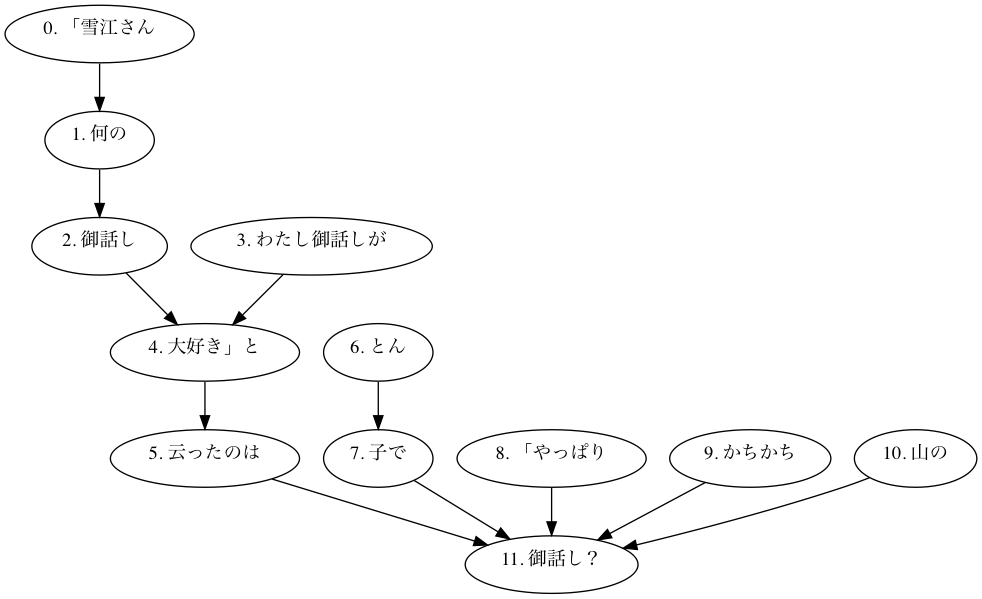 0. 「雪江さん
1. 何の
2. 御話し
3. わたし御話しが
4. 大好き」と
6. とん
5. 云ったのは
7. 子で
8. 「やっぱり
9. かちかち
10. 山の
11. 御話し？